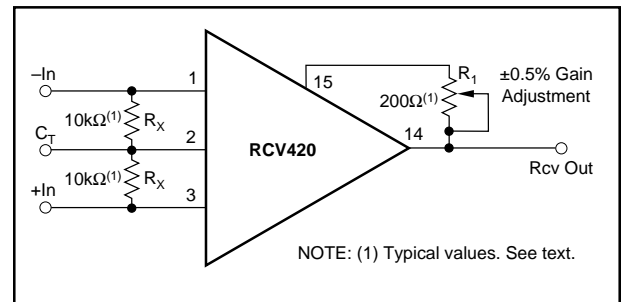 –In
1
10kΩ(1) RX
CT
2
10kΩ(1) RX
+In
3
RCV420
15
R1
200Ω(1)
±0.5% Gain
Adjustment
14
Rcv Out
NOTE: (1) Typical values. See text.